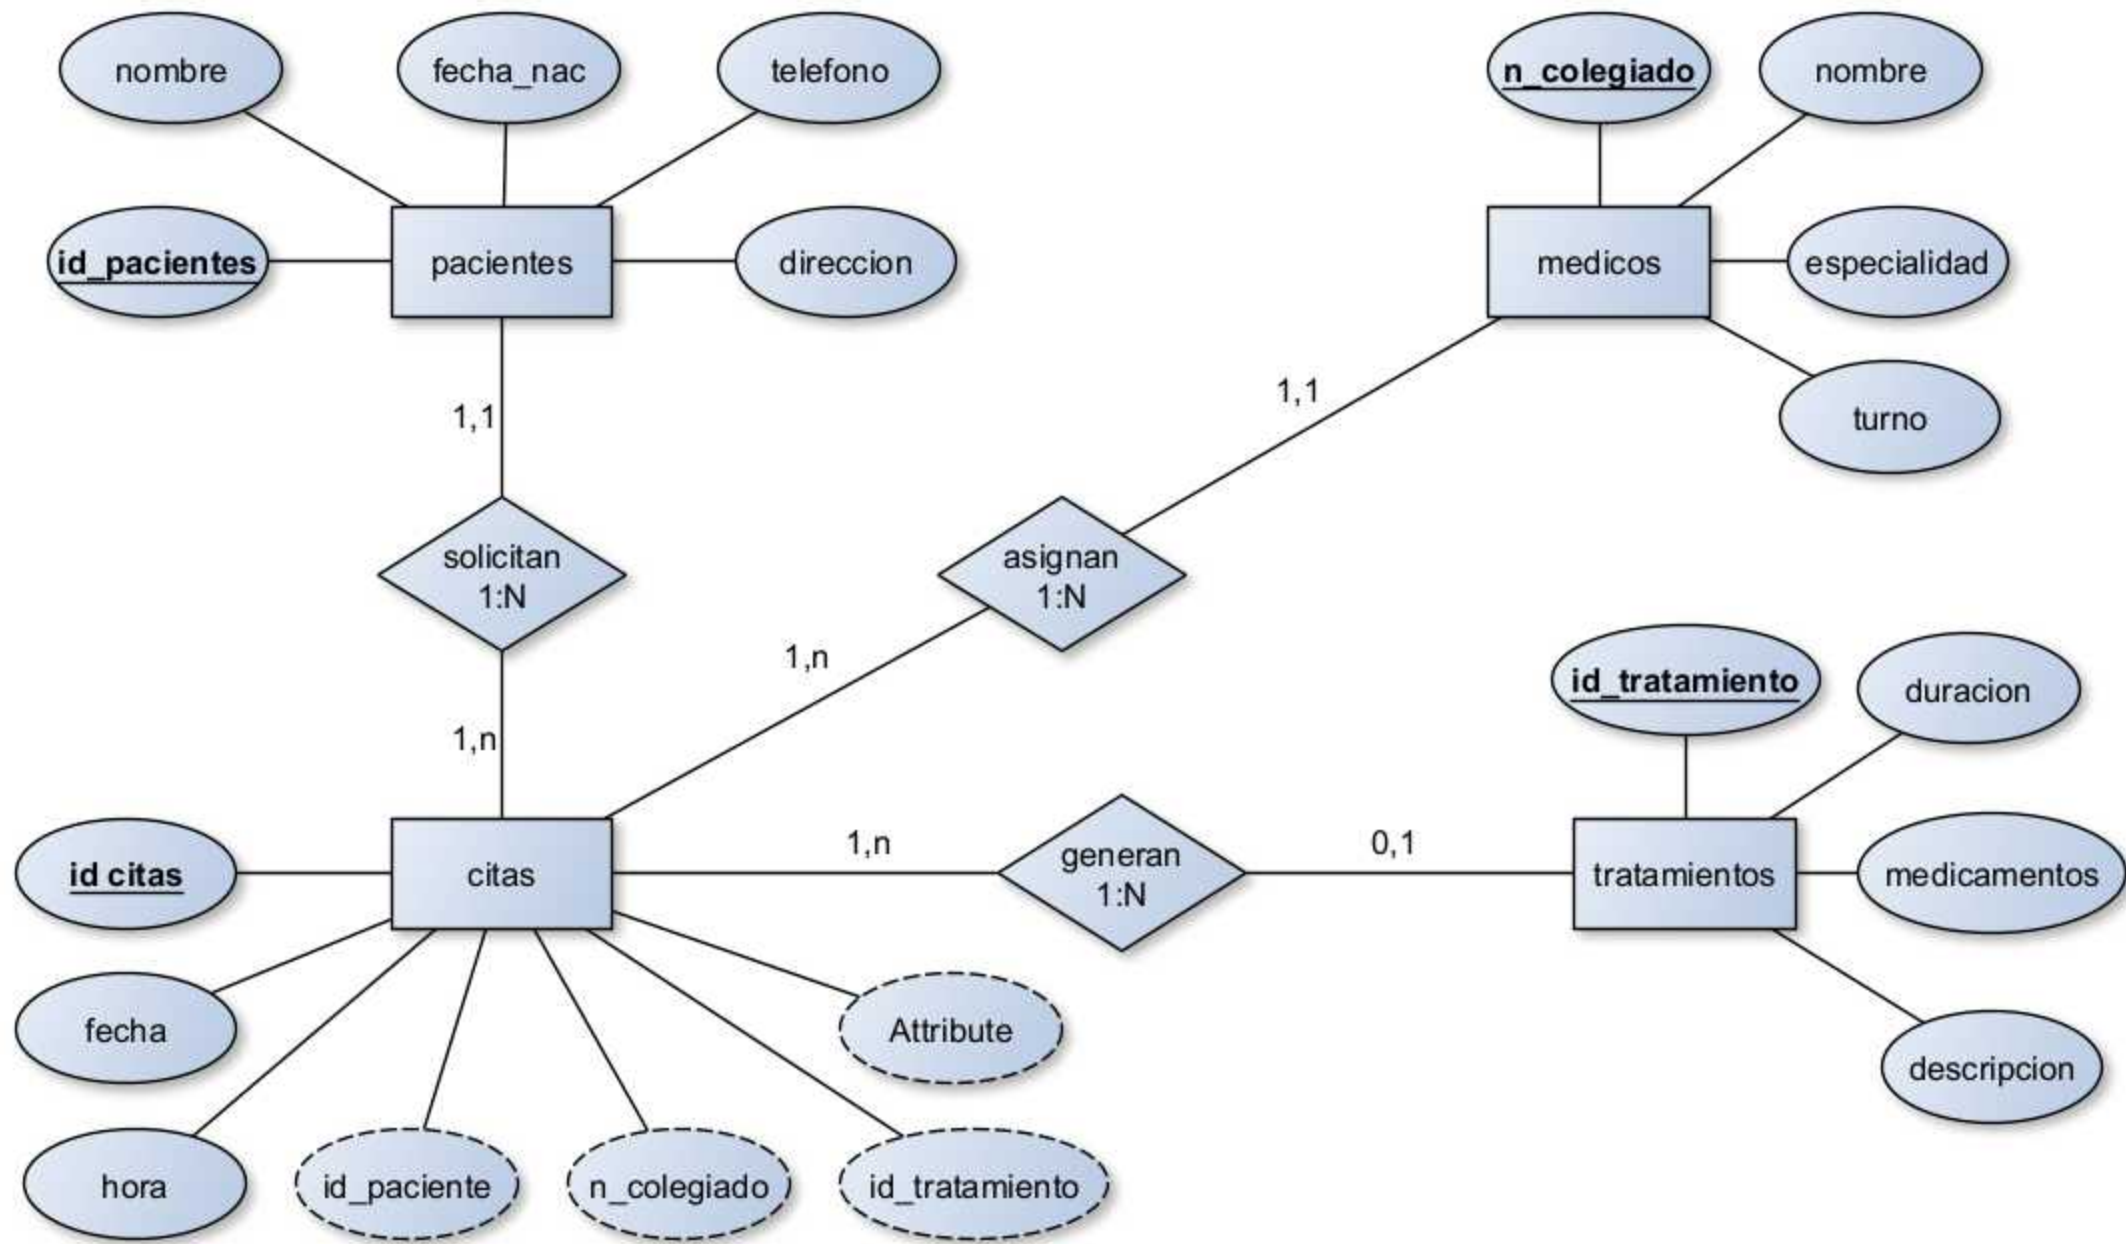 nombre
fecha_nac
telefono
n_colegiado
nombre
id_pacientes
pacientes
direccion
medicos
especialidad
1,1
1,1
turno
solicitan
1:N
asignan
1:N
1,n
1,n
id_tratamiento
duracion
id citas
citas
1,n
generan
1:N
0,1
tratamientos
medicamentos
fecha
Attribute
descripcion
hora
id_paciente
n_colegiado
id_tratamiento